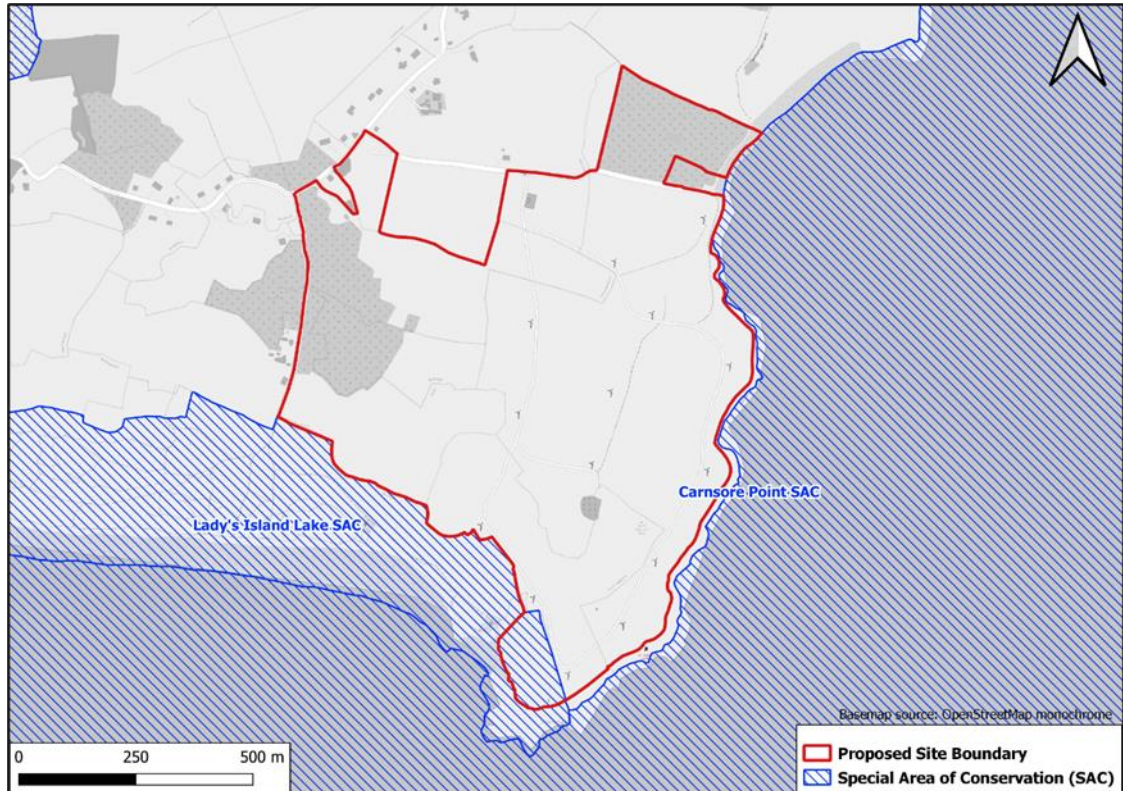 Carnsore Point SAC
Lady's Island Lake SAC
Basemap source: OpenStreetMap monochrome
0 250 500 m
Proposed Site Boundary
Special Area of Conservation (SAC)